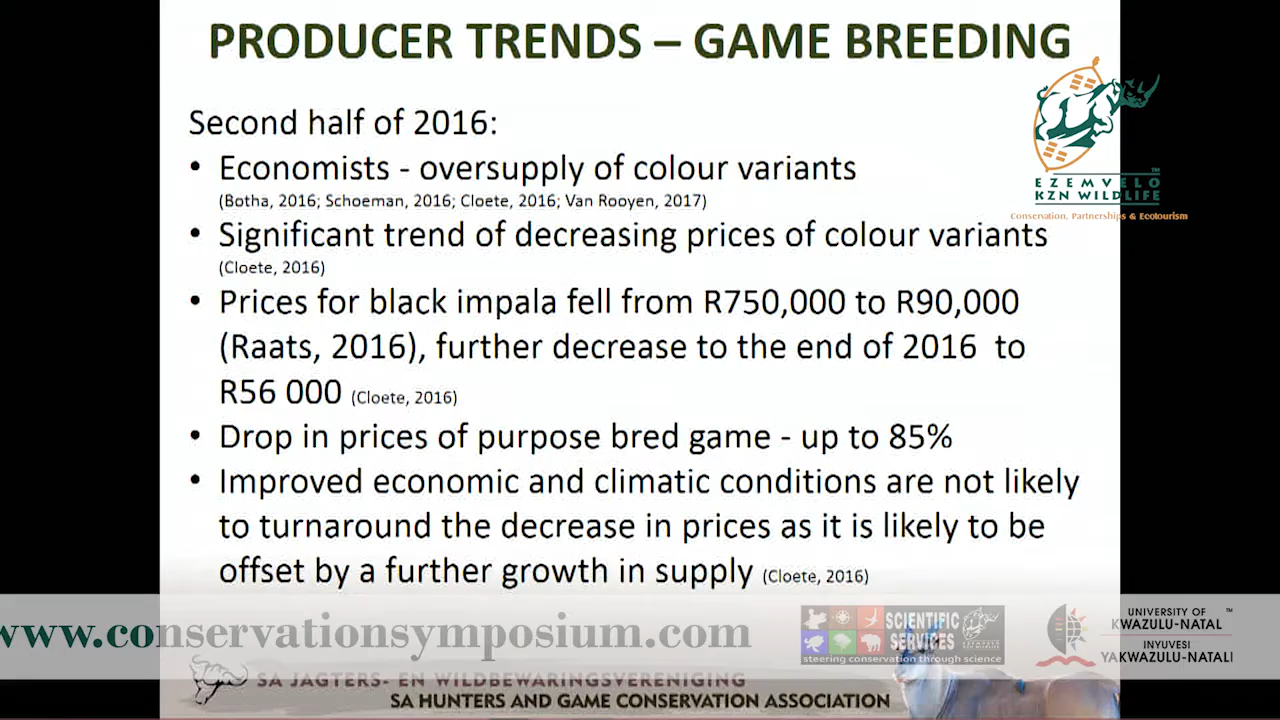 PRODUCER TRENDS – GAME BREEDING
Second half of 2016:
• Economists - oversupply of colour variants
(Botha, 2016; Schoeman, 2016; Cloete, 2016; Van Rooyen, 2017)
• Significant trend of decreasing prices of colour variants
(Cloete, 2016)
• Prices for black impala fell from R750,000 to R90,000
(Raats, 2016), further decrease to the end of 2016 to
R56 000 (Cloete, 2016)
• Drop in prices of purpose bred game - up to 85%
• Improved economic and climatic conditions are not likely
to turnaround the decrease in prices as it is likely to be
offset by a further growth in supply (Cloete, 2016)
EZEMVELO
KZN WILDLIFE
TM
Conservation, Partnerships & Ecotourism
www.conservationsymposium.com
SCIENTIFIC
SERVICES
EZEMVELO
KZN WILDLIFE
steering conservation through science
UNIVERSITY OF
TM
KWAZULU-NATAL
INYUVESI
YAKWAZULU-NATALI
SA JAGTERS- EN WILDBEWARINGSVERENIGING
SA HUNTERS AND GAME CONSERVATION ASSOCIATION